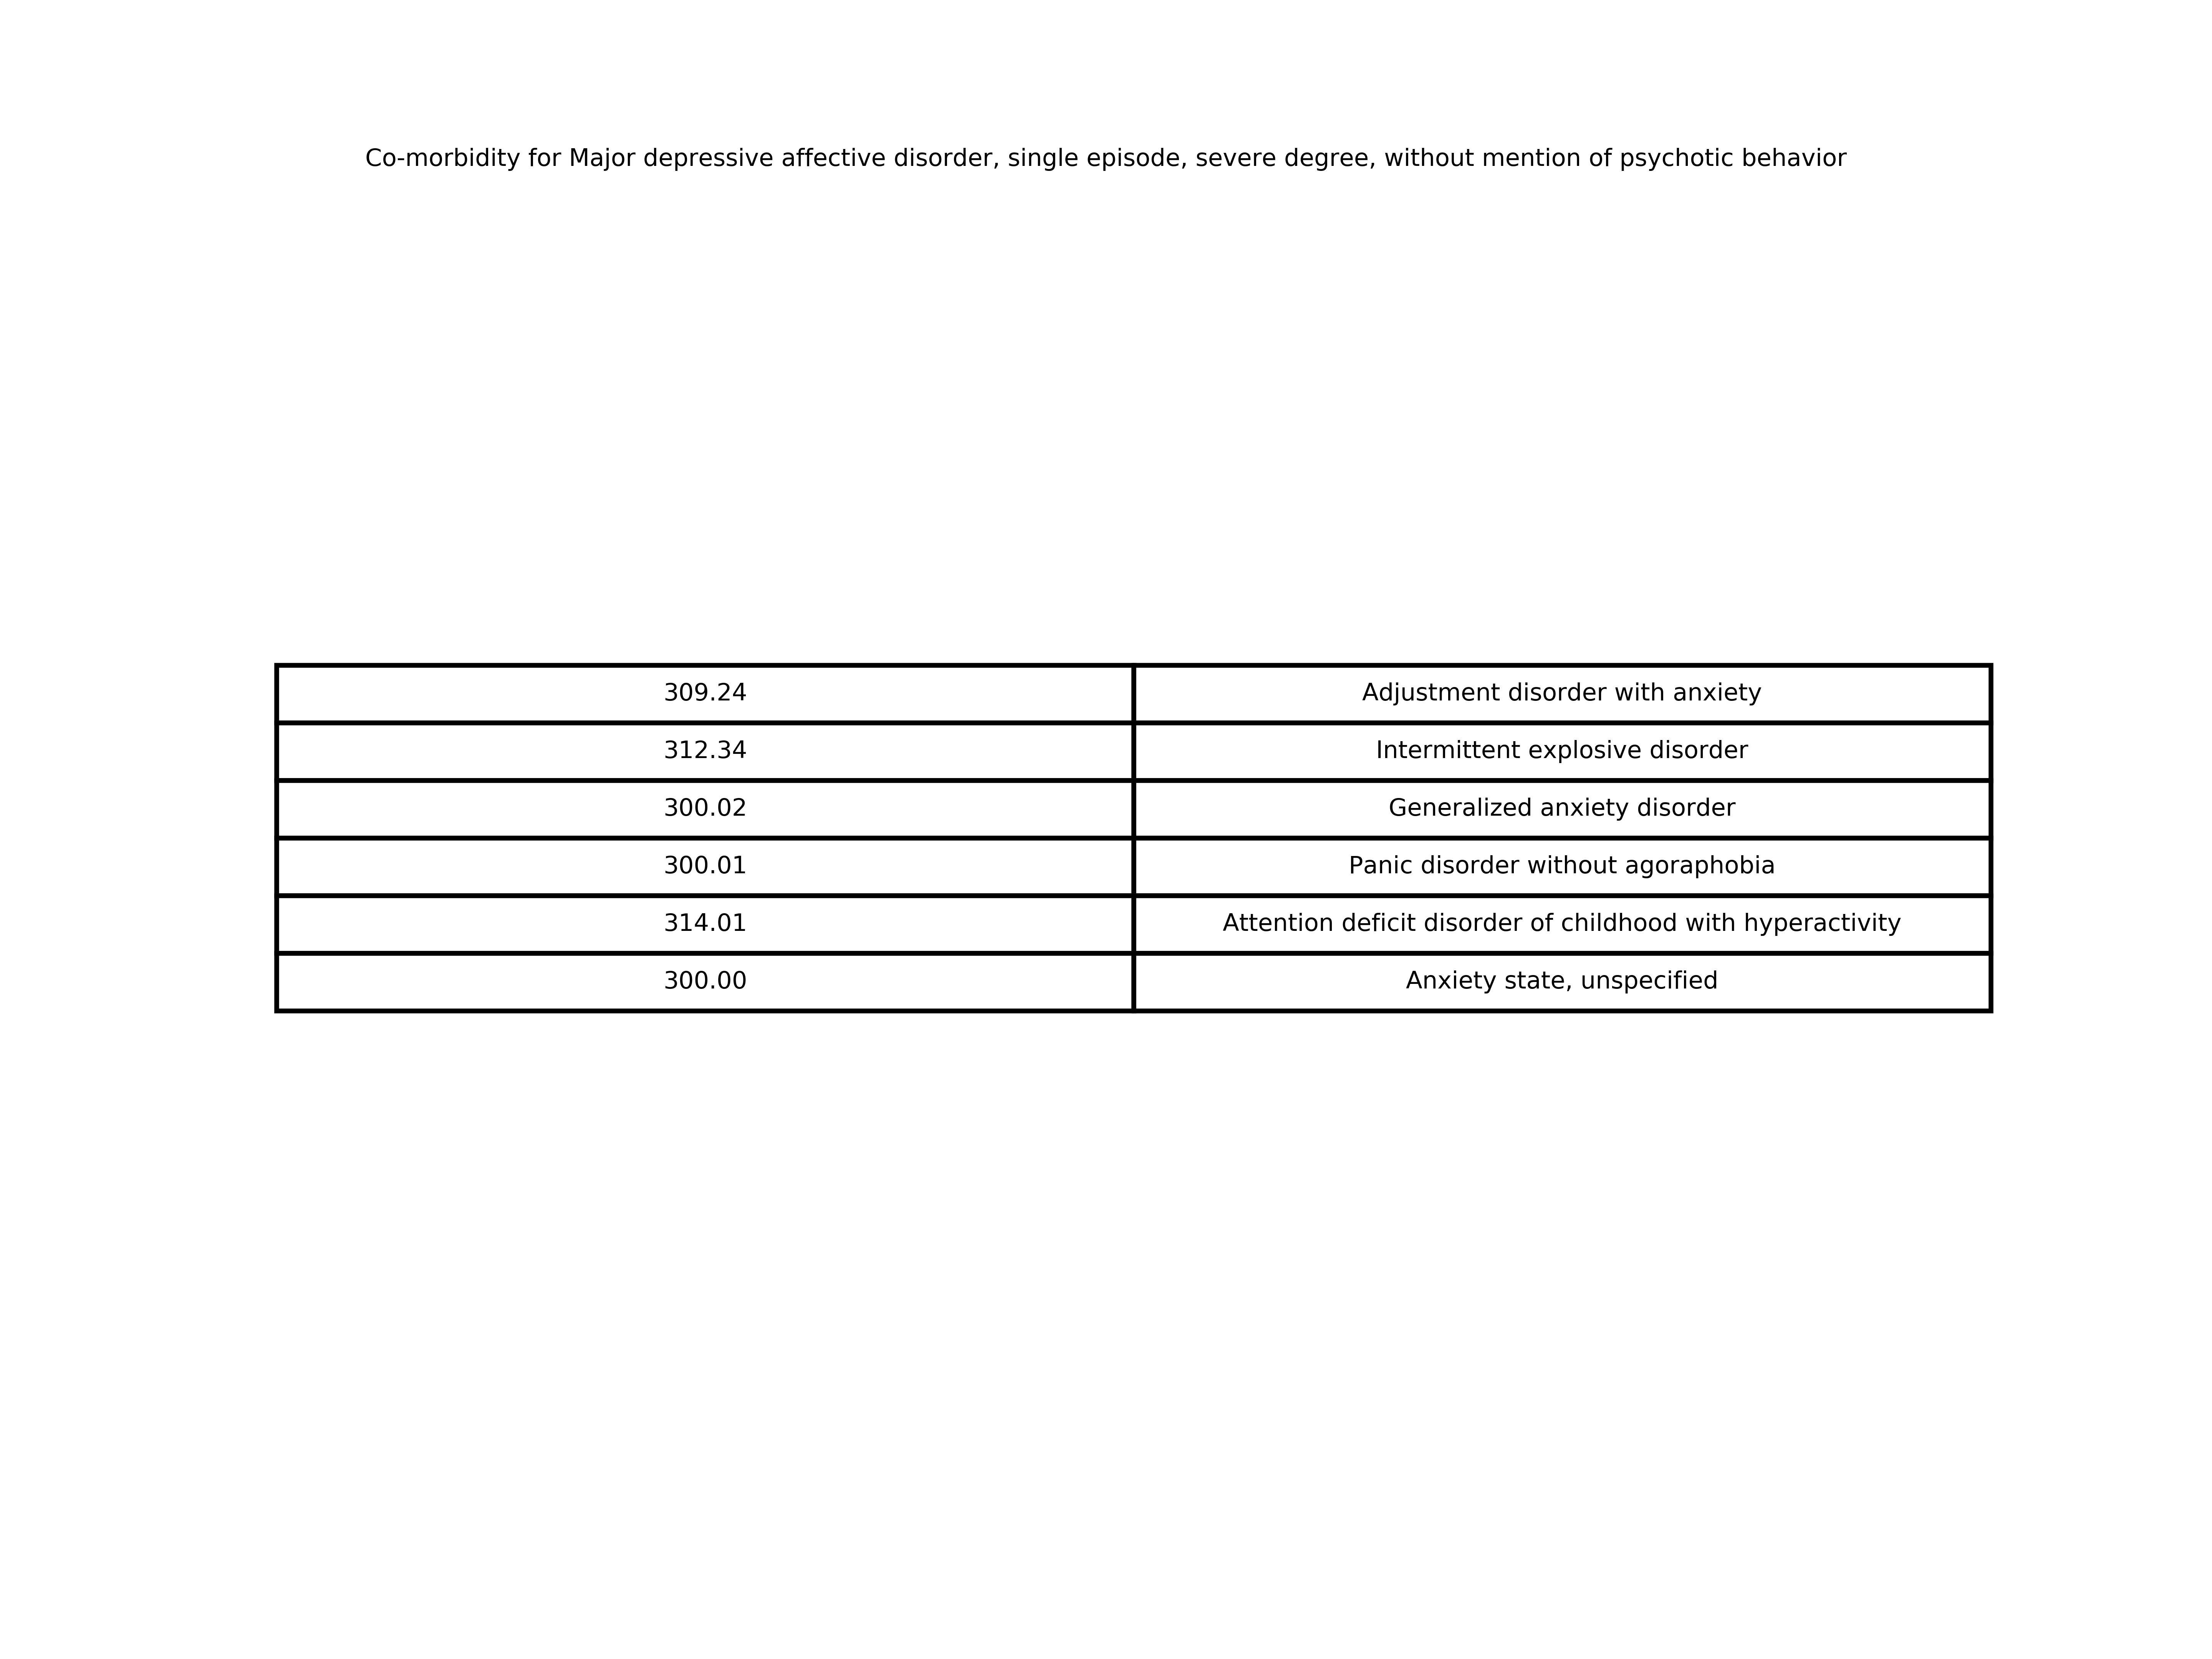 Co-morbidity for Major depressive affective disorder, single episode, severe degree, without mention of psychotic behavior
309.24 Adjustment disorder with anxiety
312.34 Intermittent explosive disorder
300.02 Generalized anxiety disorder
300.01 Panic disorder without agoraphobia
314.01 Attention deficit disorder of childhood with hyperactivity
300.00 Anxiety state, unspecified